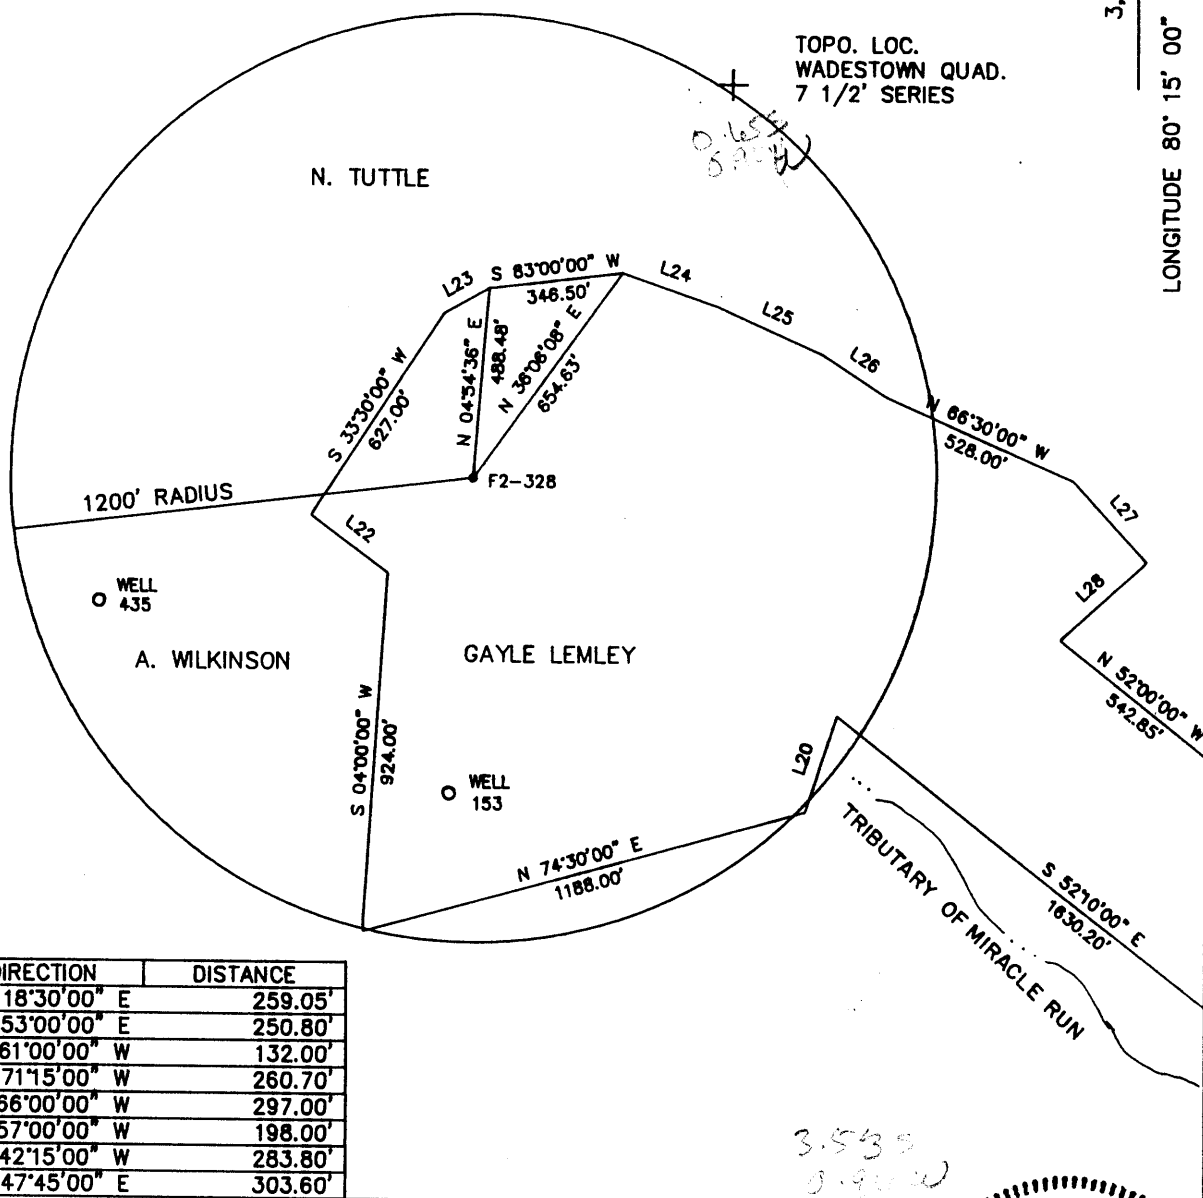 3,
TOPO. LOC.
WADESTOWN QUAD.
7 1/2' SERIES
LONGITUDE 80° 15' 00"
N. TUTTLE
L23
S 83°00'00" W
346.50'
L24
L25
L26
N 04°54'36" E
488.48'
N 36°06'08" E
654.63'
S 33°30'00" W
627.00'
N 66°30'00" W
528.00'
F2-328
1200' RADIUS
L22
L27
L28
WELL
435
A. WILKINSON
GAYLE LEMLEY
N 52°00'00" W
542.85'
S 04°00'00" W
924.00'
L20
WELL
153
N 74°30'00" E
1188.00'
TRIBUTARY OF MIRACLE RUN
S 52°10'00" E
1630.20'
DIRECTION DISTANCE
18°30'00" E 259.05'
53°00'00" E 250.80'
61°00'00" W 132.00'
71°15'00" W 260.70'
66°00'00" W 297.00'
57°00'00" W 198.00'
42°15'00" W 283.80'
47°45'00" E 303.60'